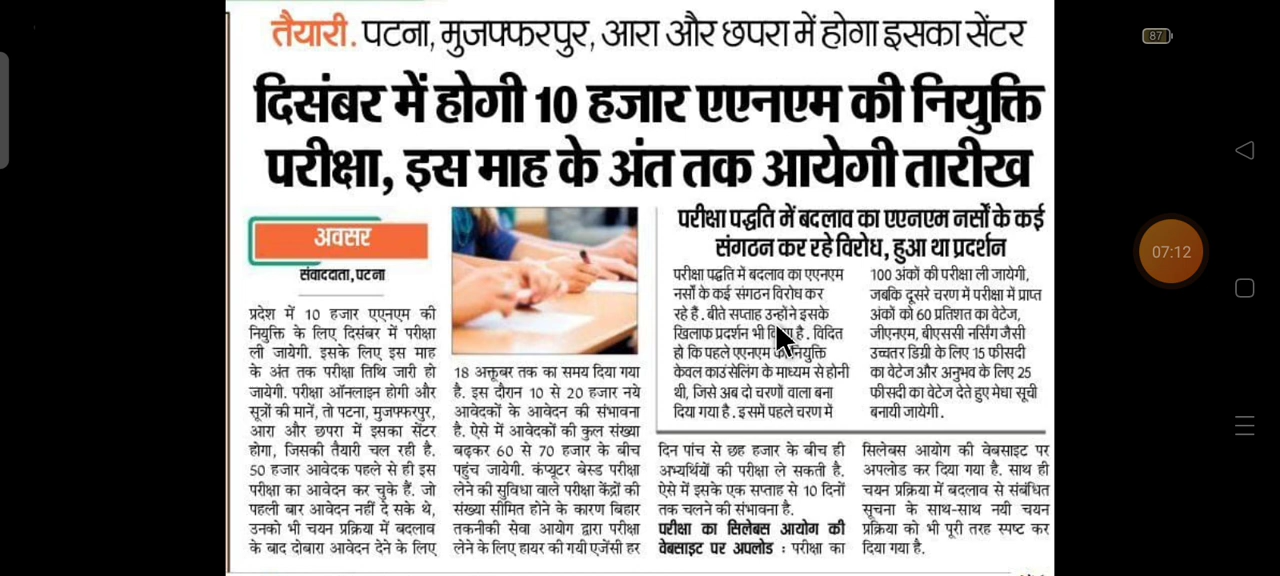 तैयारी. पटना, मुजफ्फरपुर, आरा और छपरा में होगा इसका सेंटर
दिसंबर में होगी 10 हजार एएनएम की नियुक्ति
परीक्षा, इस माह के अंत तक आयेगी तारीख
अवसर
संवाददाता, पटना
प्रदेश में 10 हजार एएनएम की
नियुक्ति के लिए दिसंबर में परीक्षा
ली जायेगी. इसके लिए इस माह
के अंत तक परीक्षा तिथि जारी हो
जायेगी. परीक्षा ऑनलाइन होगी और
सूत्रों की मानें, तो पटना, मुजफ्फरपुर,
आरा और छपरा में इसका सेंटर
होगा, जिसकी तैयारी चल रही है.
50 हजार आवेदक पहले से ही इस
परीक्षा का आवेदन कर चुके हैं. जो
पहली बार आवेदन नहीं दे सके थे,
उनको भी चयन प्रक्रिया में बदलाव
के बाद दोबारा आवेदन देने के लिए
18 अक्तूबर तक का समय दिया गया
है. इस दौरान 10 से 20 हजार नये
आवेदकों के आवेदन की संभावना
है. ऐसे में आवेदकों की कुल संख्या
बढ़कर 60 से 70 हजार के बीच
पहुंच जायेगी. कंप्यूटर बेस्ड परीक्षा
लेने की सुविधा वाले परीक्षा केंद्रों की
संख्या सीमित होने के कारण बिहार
तकनीकी सेवा आयोग द्वारा परीक्षा
लेने के लिए हायर की गयी एजेंसी हर
परीक्षा पद्धति में बदलाव का एएनएम नर्सों के कई
संगठन कर रहे विरोध, हुआ था प्रदर्शन
परीक्षा पद्धति में बदलाव का एएनएम
नर्सों के कई संगठन विरोध कर
रहे हैं. बीते सप्ताह उन्होंने इसके
खिलाफ प्रदर्शन भी है. विदित
हो कि पहले एएनएम नियुक्ति
केवल काउंसेलिंग के माध्यम से होनी
थी, जिसे अब दो चरणों वाला बना
दिया गया है. इसमें पहले चरण में
100 अंकों की परीक्षा ली जायेगी,
जबकि दूसरे चरण में परीक्षा में प्राप्त
अंकों को 60 प्रतिशत का वेटेज,
जीएनएम, बीएससी नर्सिंग जैसी
उच्चतर डिग्री के लिए 15 फीसदी
का वेटेज और अनुभव के लिए 25
फीसदी का वेटेज देते हुए मेधा सूची
बनायी जायेगी.
दिन पांच से छह हजार के बीच ही
अभ्यर्थियों की परीक्षा ले सकती है.
ऐसे में इसके एक सप्ताह से 10 दिनों
तक चलने की संभावना है.
परीक्षा का सिलेबस आयोग की
वेबसाइट पर अपलोड : परीक्षा का
सिलेबस आयोग की वेबसाइट पर
अपलोड कर दिया गया है. साथ ही
चयन प्रक्रिया में बदलाव से संबंधित
सूचना के साथ-साथ नयी चयन
प्रक्रिया को भी पूरी तरह स्पष्ट कर
दिया गया है.
87
07:12